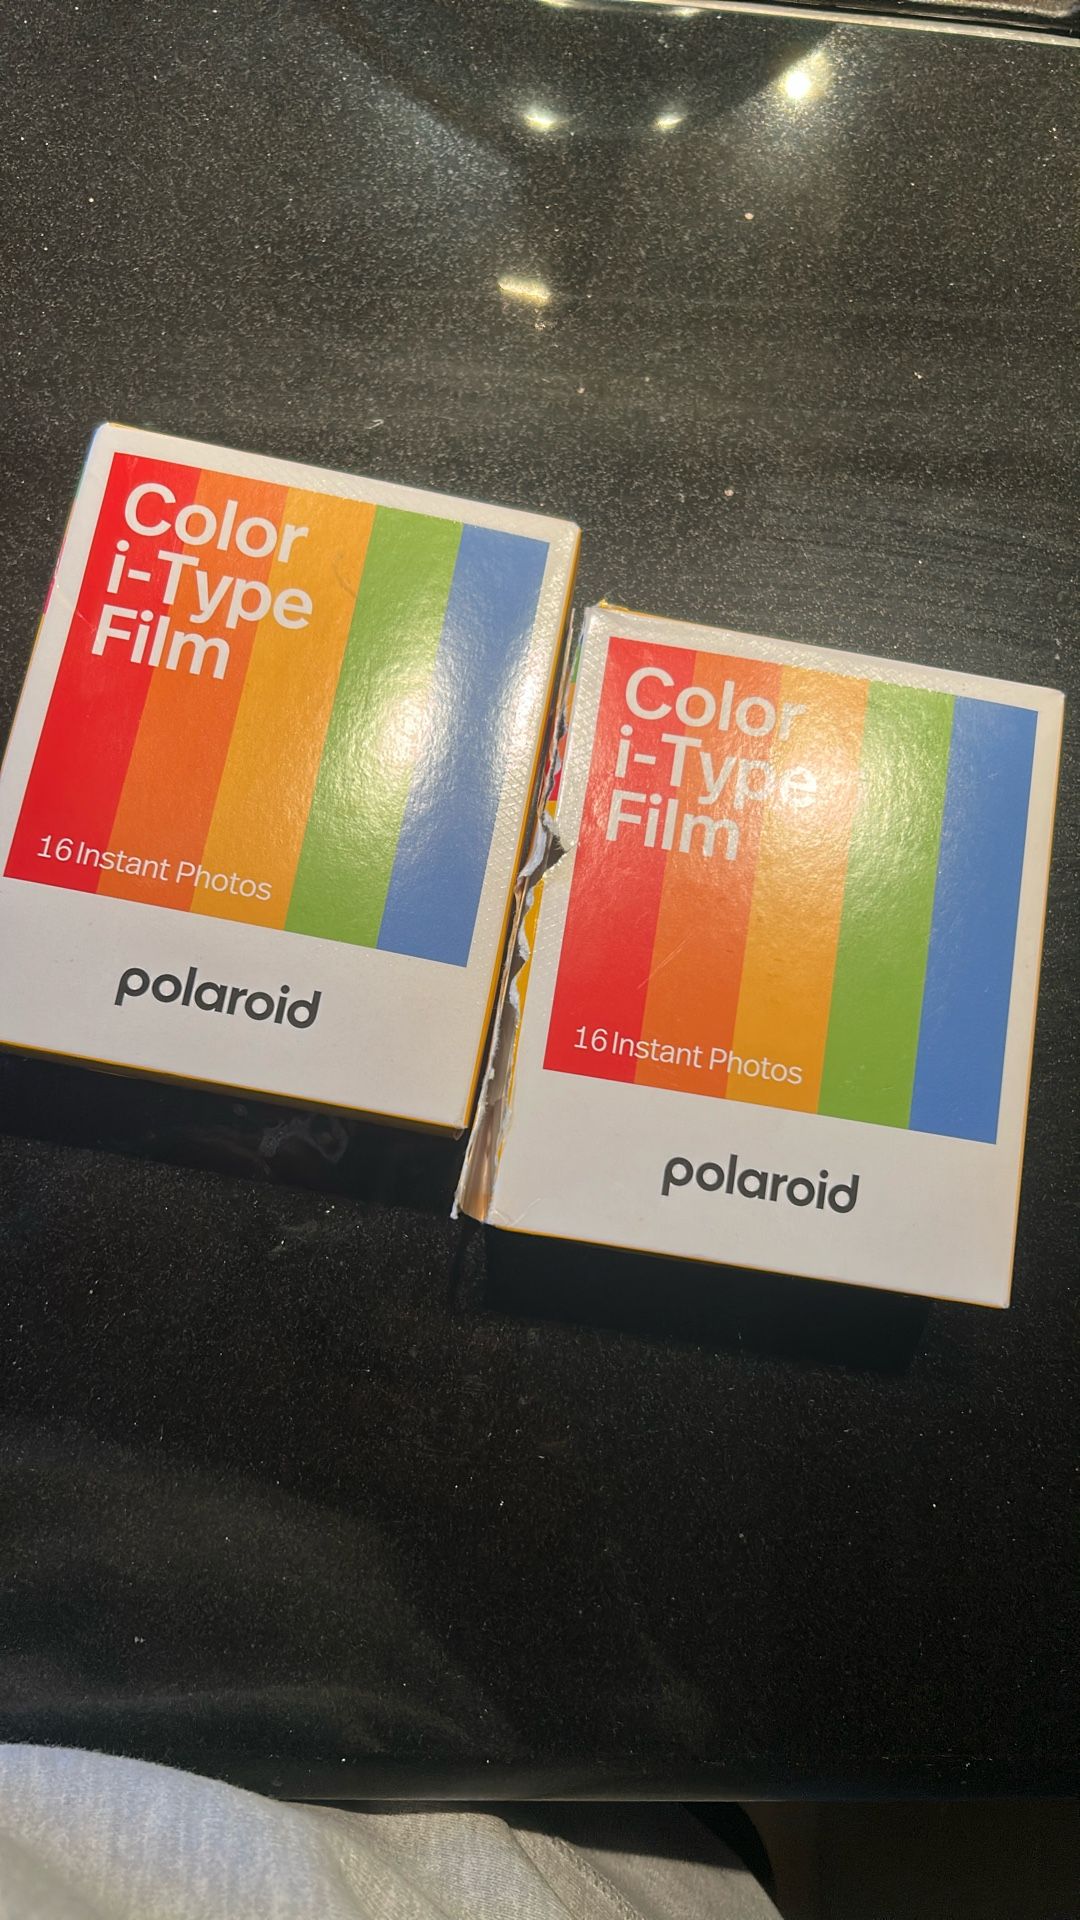 Color
i-Type
Film
16 Instant Photos
polaroid
Color
i-Type
Film
16 Instant Photos
polaroid